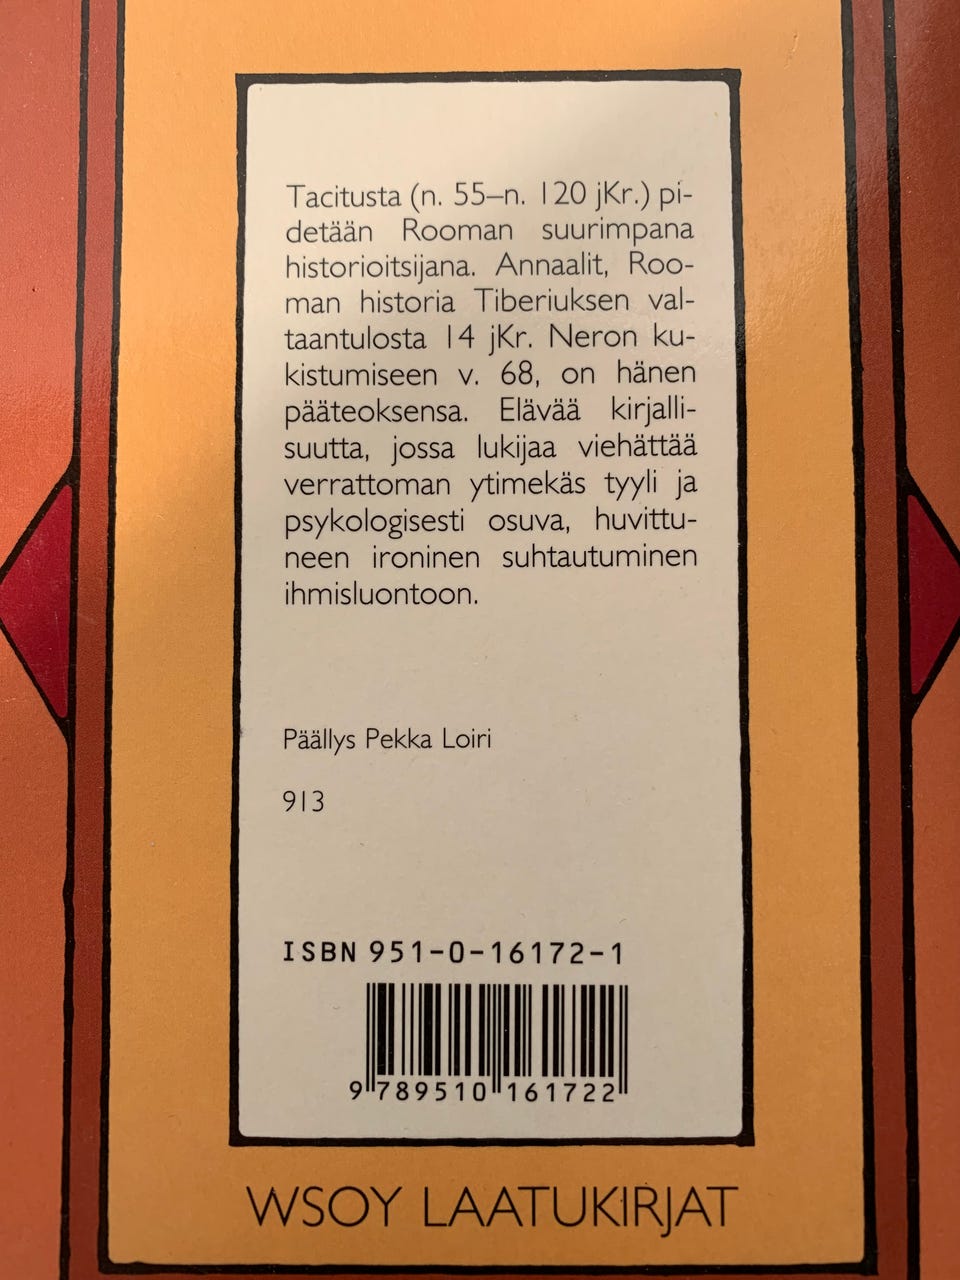 Tacitusta (n. 55–n. 120 jKr.) pi-
detään Rooman suurimpana
historioitsijana. Annaalit, Roo-
man historia Tiberiuksen val-
taantulosta 14 jKr. Neron ku-
kistumiseen v. 68, on hänen
pääteoksensa. Elävää kirjalli-
suutta, jossa lukijaa viehättää
verrattoman ytimekäs tyyli ja
psykologisesti osuva, huvittu-
neen ironinen suhtautuminen
ihmisluontoon.
Päällys Pekka Loiri
913
ISBN 951-0-16172-1
9 789510 161722
WSOY LAATUKIRJAT